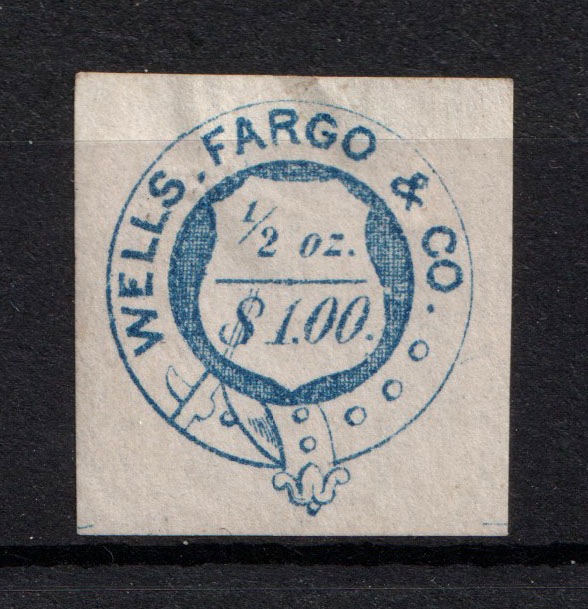 WELLS, FARGO & CO.
1/2 oz.
$1.00.